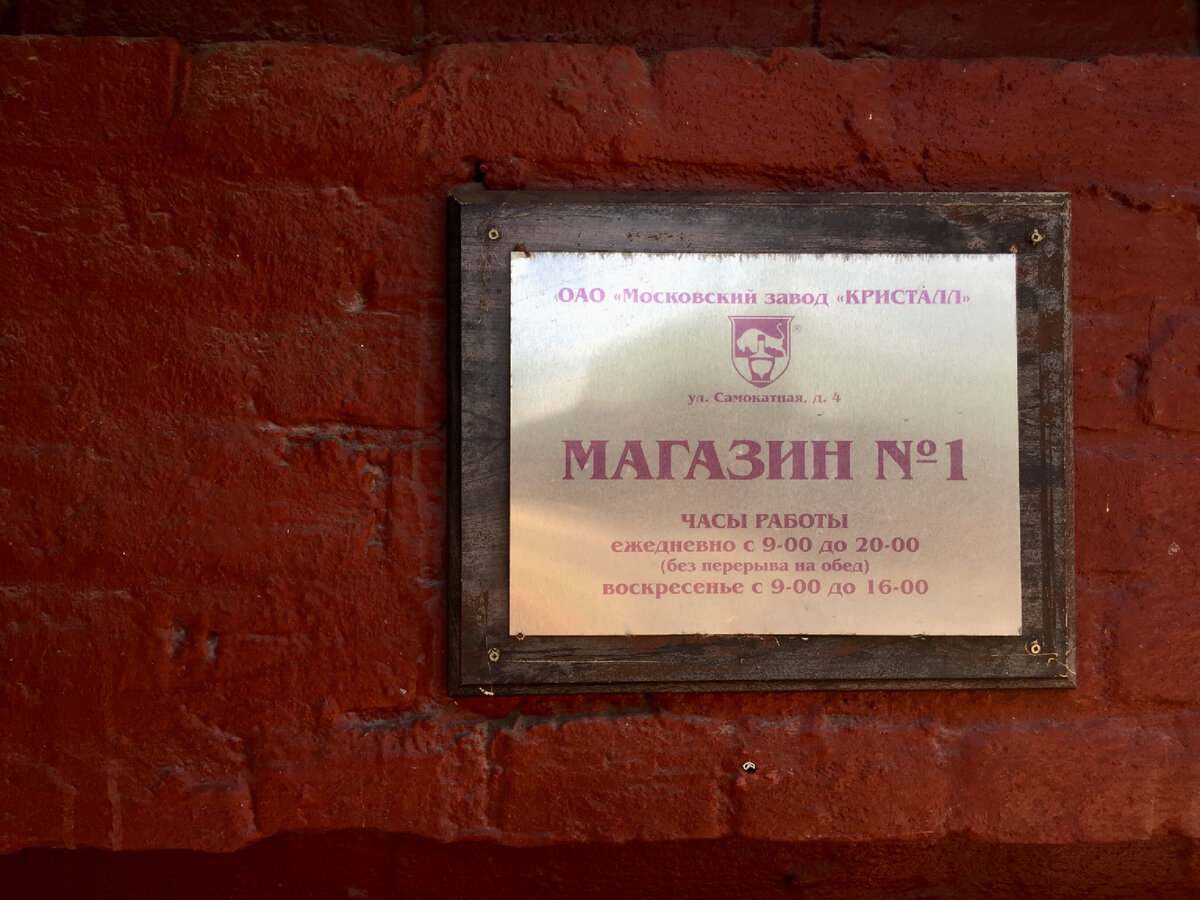 ОАО «Московский завод «КРИСТАЛЛ»
®
ул. Самокатная, д. 4
МАГАЗИН №1
ЧАСЫ РАБОТЫ
ежедневно с 9-00 до 20-00
(без перерыва на обед)
воскресенье с 9-00 до 16-00